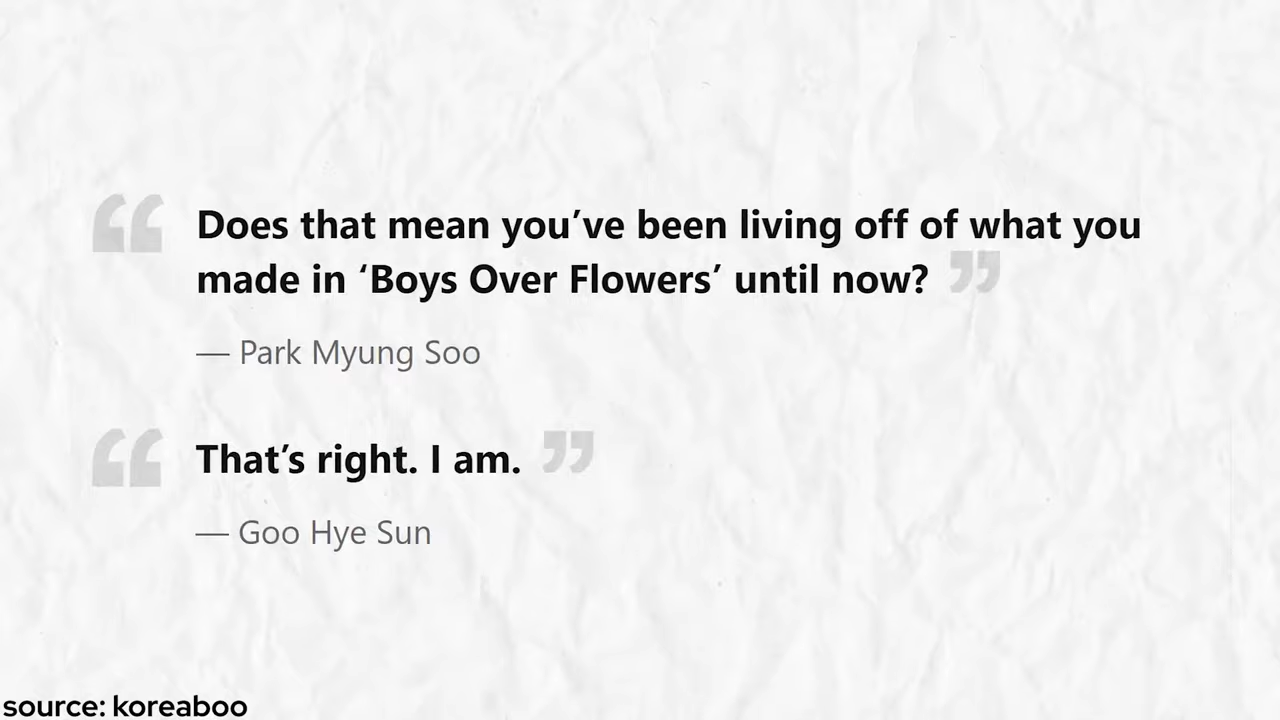 “ Does that mean you’ve been living off of what you
made in ‘Boys Over Flowers’ until now? ”
— Park Myung Soo
“ That’s right. I am. ”
— Goo Hye Sun
source: koreaboo